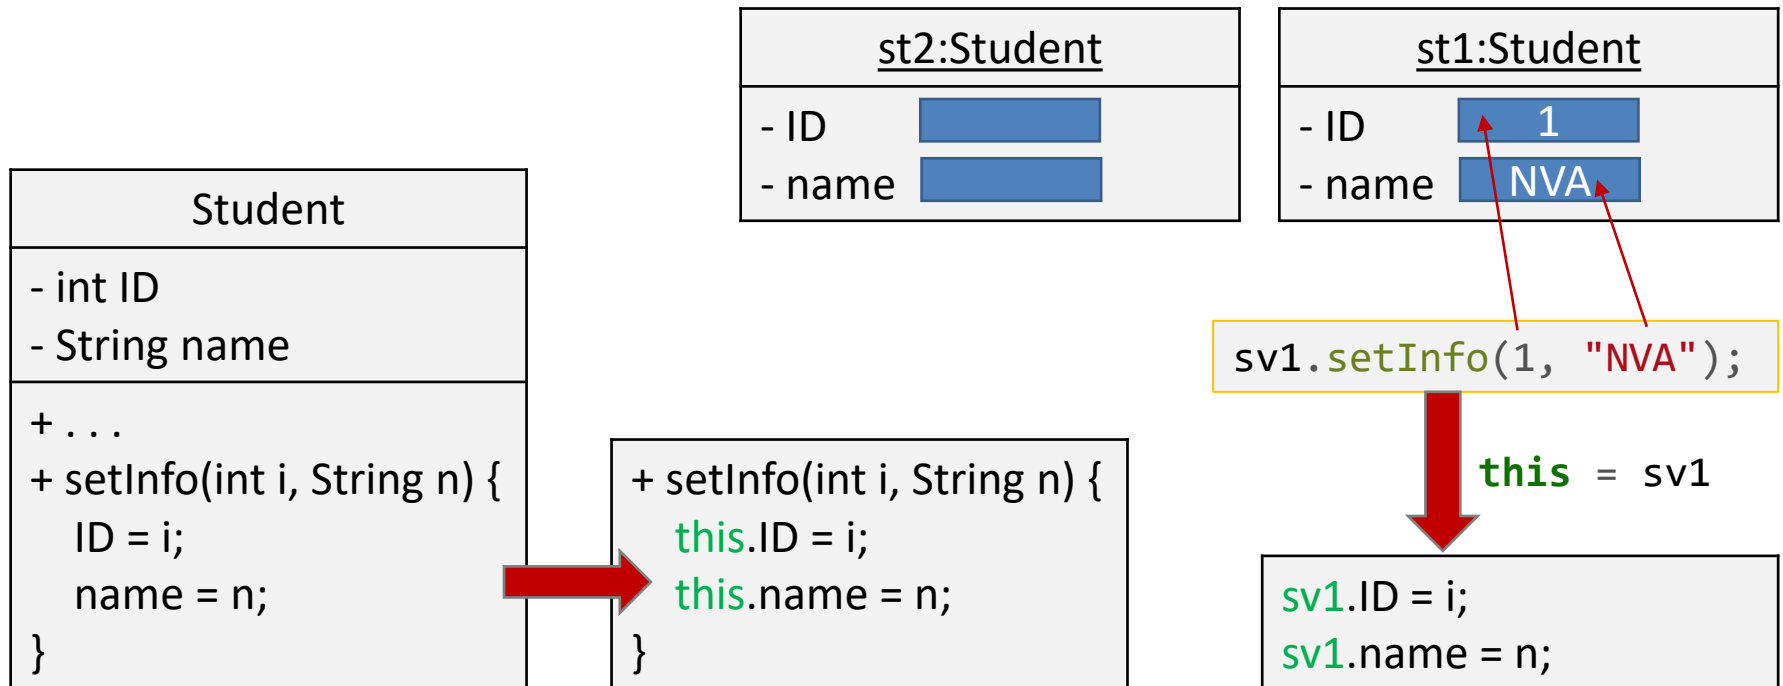 st2:Student
- ID
- name
st1:Student
- ID 1
- name NVA
Student
- int ID
- String name
+ . . .
+ setInfo(int i, String n) {
ID = i;
name = n;
}
+ setInfo(int i, String n) {
this.ID = i;
this.name = n;
}
sv1.setInfo(1, "NVA");
this = sv1
sv1.ID = i;
sv1.name = n;